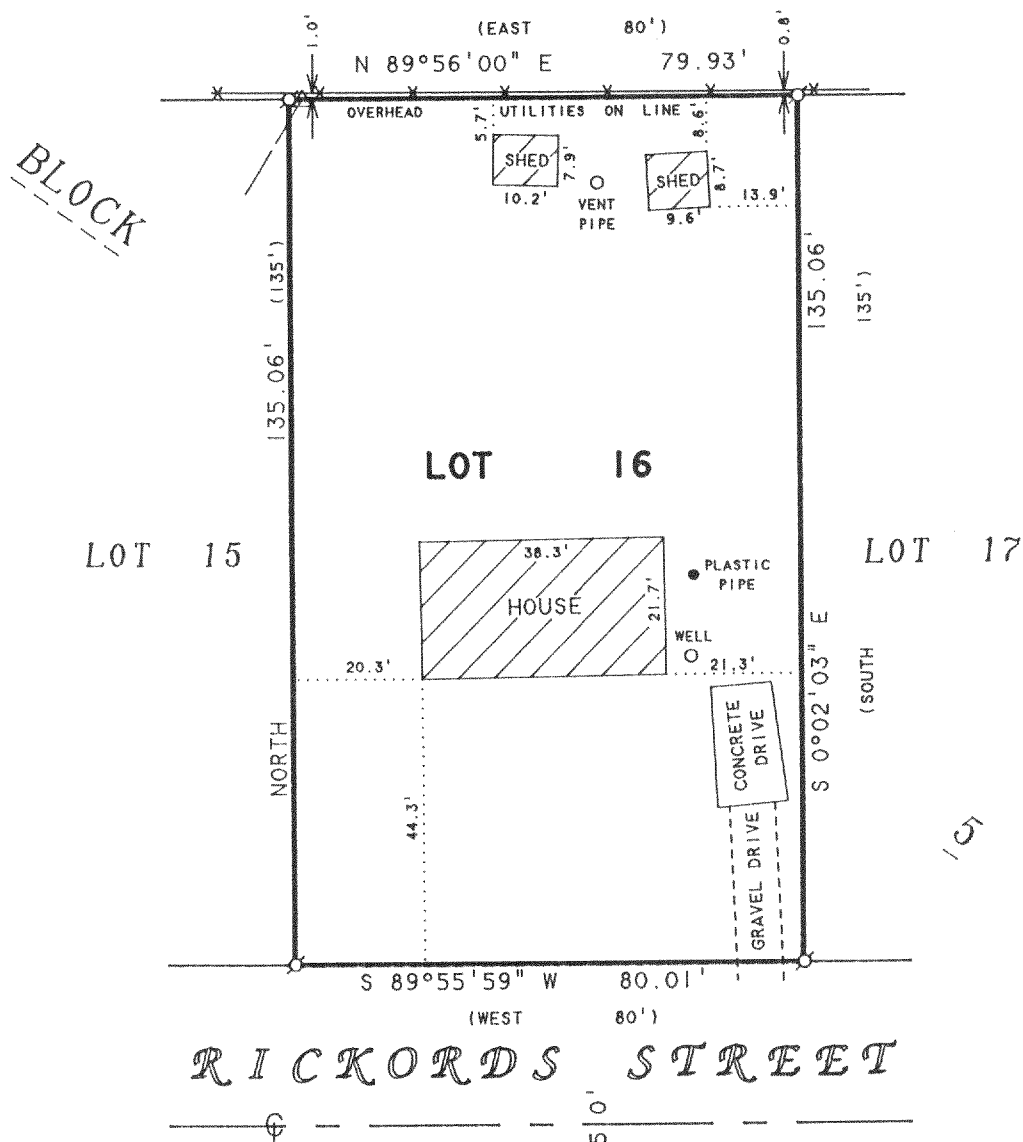 (EAST 80')
1.0'
0.8'
N 89°56'00" E 79.93'
OVERHEAD UTILITIES ON LINE
BLOCK
5.7'
SHED
7.9'
10.2'
VENT
PIPE
8.6'
SHED
8.7'
9.6'
13.9'
(135')
135.06'
135.06'
135')
LOT 16
LOT 15
LOT 17
38.3'
HOUSE
21.7'
PLASTIC
PIPE
WELL
20.3'
21.3'
NORTH
44.3'
CONCRETE
DRIVE
GRAVEL DRIVE
S 0°02'03" E
(SOUTH
5
S 89°55'59" W 80.01'
(WEST 80')
RICKORDS STREET